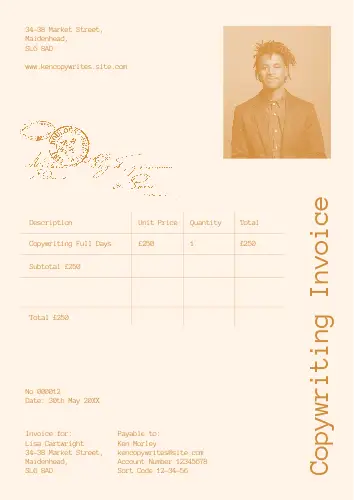 34-38 Market Street,
Maidenhead,
SL6 8AD
www.kencopywrites.site.com
Description Unit Price Quantity Total
Copywriting Full Days £250 1 £250
Subtotal £250
Total £250
Copywriting Invoice
No 000012
Date: 30th May 20XX
Invoice for:
Lisa Cartwright
34-38 Market Street,
Maidenhead,
SL6 8AD
Payable to:
Ken Morley
kencopywrites@site.com
Account Number 12345678
Sort Code 12-34-56